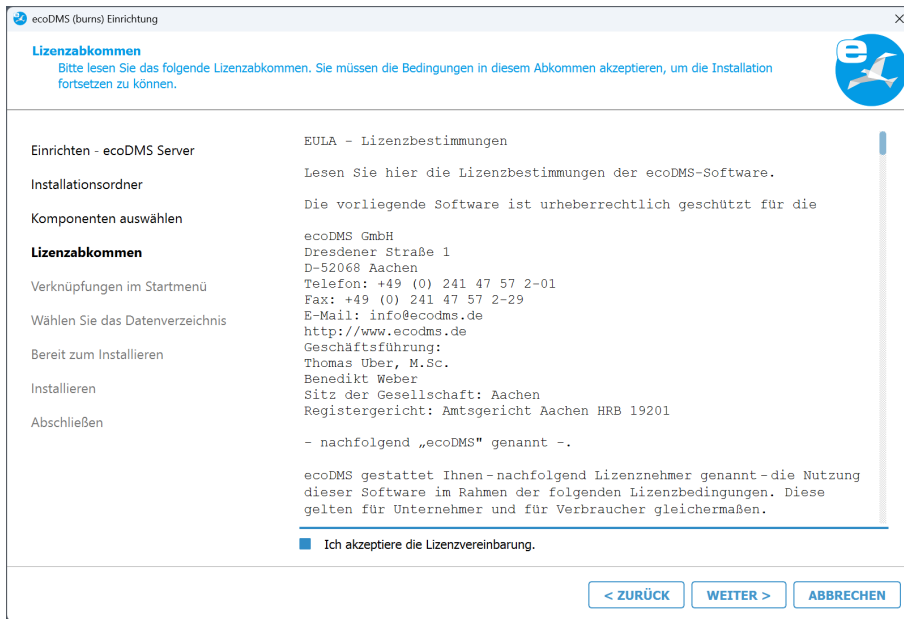 ecoDMS (burns) Einrichtung
Lizenzabkommen
Bitte lesen Sie das folgende Lizenzabkommen. Sie müssen die Bedingungen in diesem Abkommen akzeptieren, um die Installation
fortsetzen zu können.
e
Einrichten - ecoDMS Server
Installationsordner
Komponenten auswählen
Lizenzabkommen
Verknüpfungen im Startmenü
Wählen Sie das Datenverzeichnis
Bereit zum Installieren
Installieren
Abschließen
EULA - Lizenzbestimmungen
Lesen Sie hier die Lizenzbestimmungen der ecoDMS-Software.
Die vorliegende Software ist urheberrechtlich geschützt für die
ecoDMS GmbH
Dresdener Straße 1
D-52068 Aachen
Telefon: +49 (0) 241 47 57 2-01
Fax: +49 (0) 241 47 57 2-29
E-Mail: info@ecodms.de
http://www.ecodms.de
Geschäftsführung:
Thomas Uber, M.Sc.
Benedikt Weber
Sitz der Gesellschaft: Aachen
Registergericht: Amtsgericht Aachen HRB 19201
- nachfolgend „ecoDMS" genannt -.
ecoDMS gestattet Ihnen – nachfolgend Lizenznehmer genannt – die Nutzung
dieser Software im Rahmen der folgenden Lizenzbedingungen. Diese
gelten für Unternehmer und für Verbraucher gleichermaßen.
Ich akzeptiere die Lizenzvereinbarung.
< ZURÜCK
WEITER >
ABBRECHEN